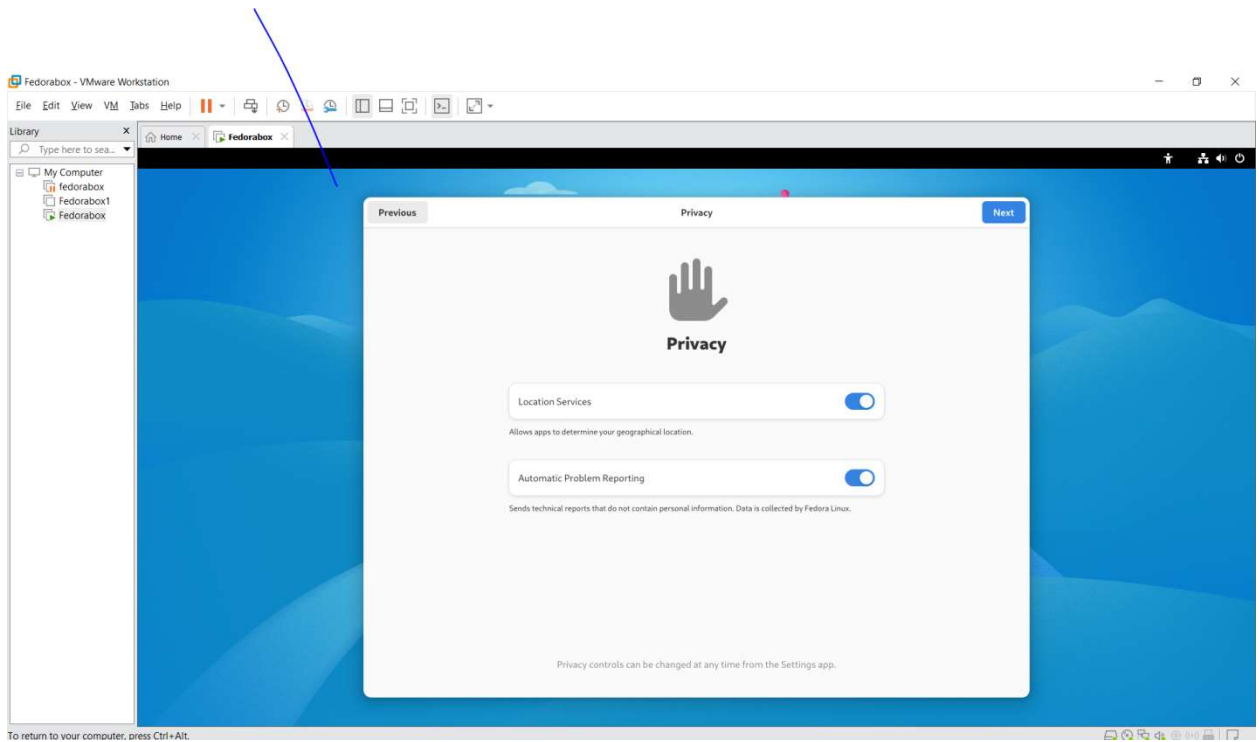 Fedorabox - VMware Workstation
File Edit View VM Tabs Help
Library X
Home Fedorabox
Type here to sea...
My Computer
fedorabox
Fedorabox1
Fedorabox
Previous Privacy Next
Privacy
Location Services
Allows apps to determine your geographical location.
Automatic Problem Reporting
Sends technical reports that do not contain personal information. Data is collected by Fedora Linux.
Privacy controls can be changed at any time from the Settings app.
To return to your computer, press Ctrl+Alt.